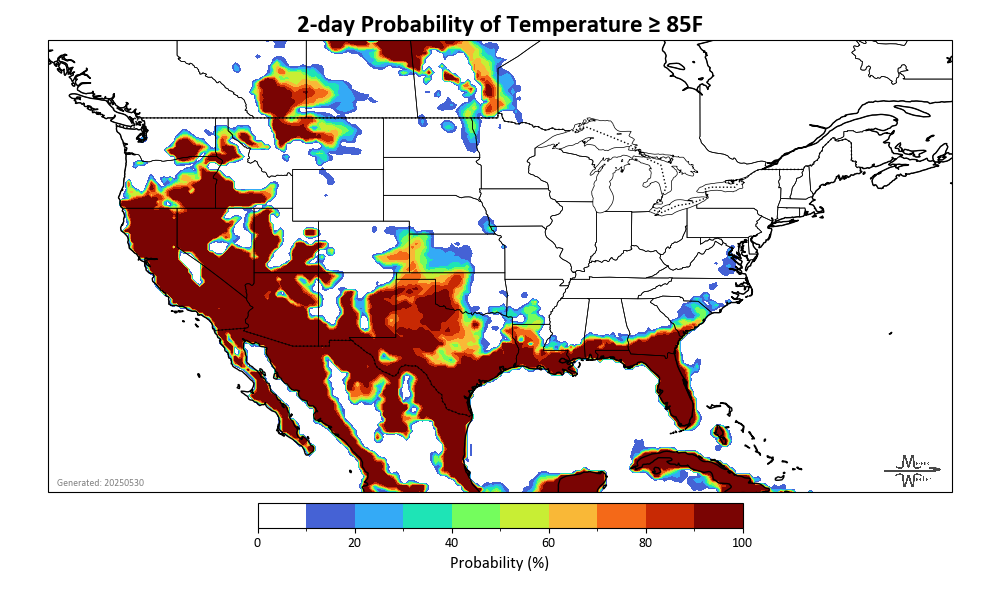 2-day Probability of Temperature ≥ 85F
Generated: 20250530
0 20 40 60 80 100
Probability (%)